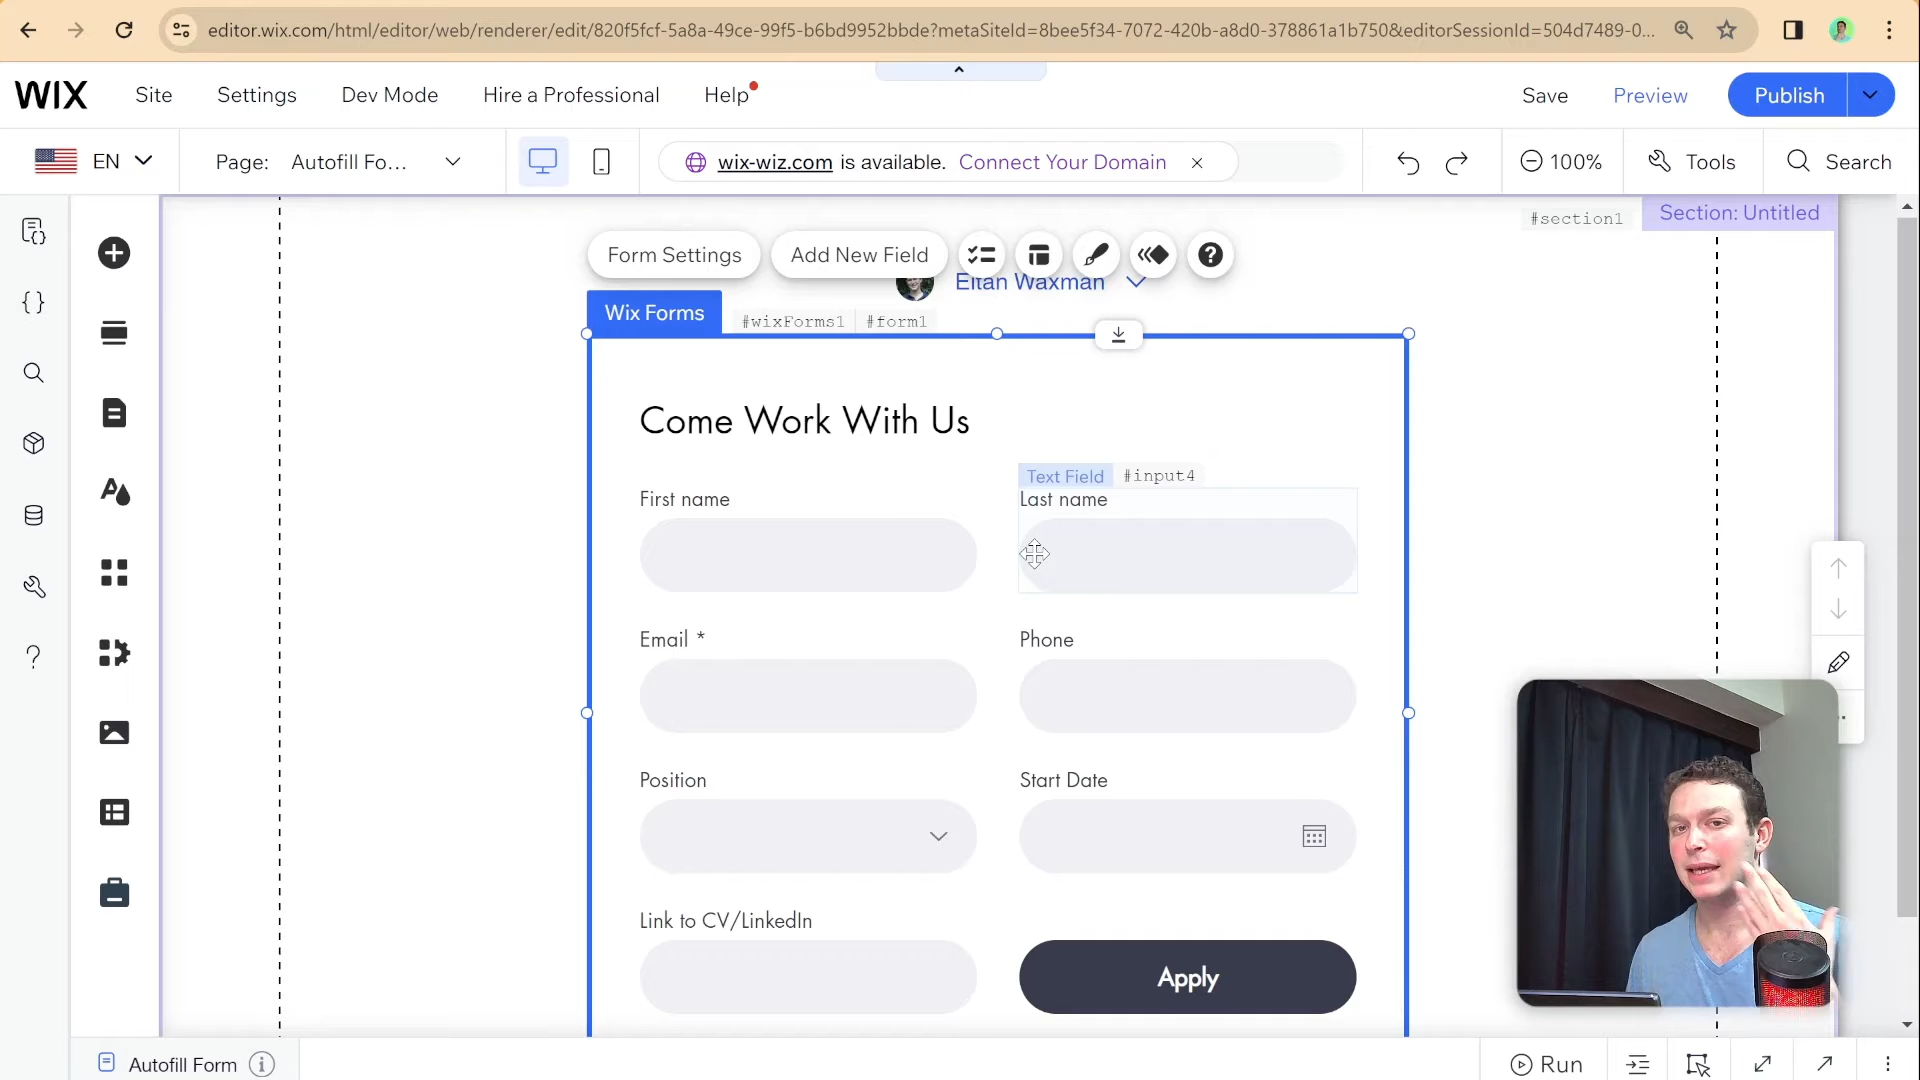 editor.wix.com/html/editor/web/renderer/edit/820f5fcf-5a8a-49ce-99f5-b6bd9952bbde?metaSiteId=8bee5f34-7072-420b-a8d0-378861a1b750&editorSessionId=504d7489-0...
WIX Site Settings Dev Mode Hire a Professional Help Save Preview Publish
EN Page: Autofill Fo... wix-wiz.com is available. Connect Your Domain 100% Tools Search
#section1 Section: Untitled
Form Settings Add New Field
Eitan Waxman
Wix Forms #wixForms1 #form1
Come Work With Us
Text Field #input4
First name Last name
Email * Phone
Position Start Date
Link to CV/LinkedIn
Apply
Autofill Form Run